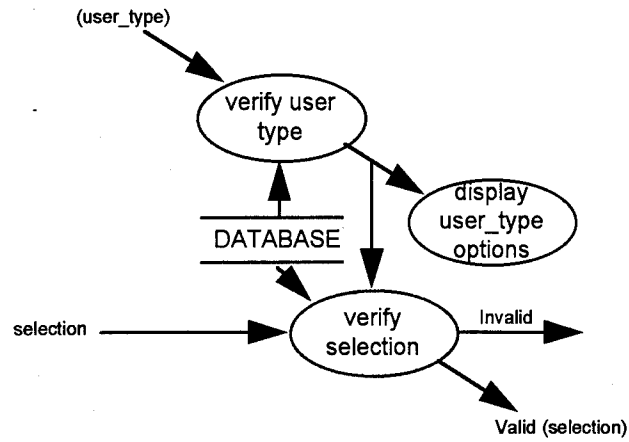 (user_type)
verify user
type
display
user_type
options
DATABASE
selection
verify
selection
Invalid
Valid (selection)